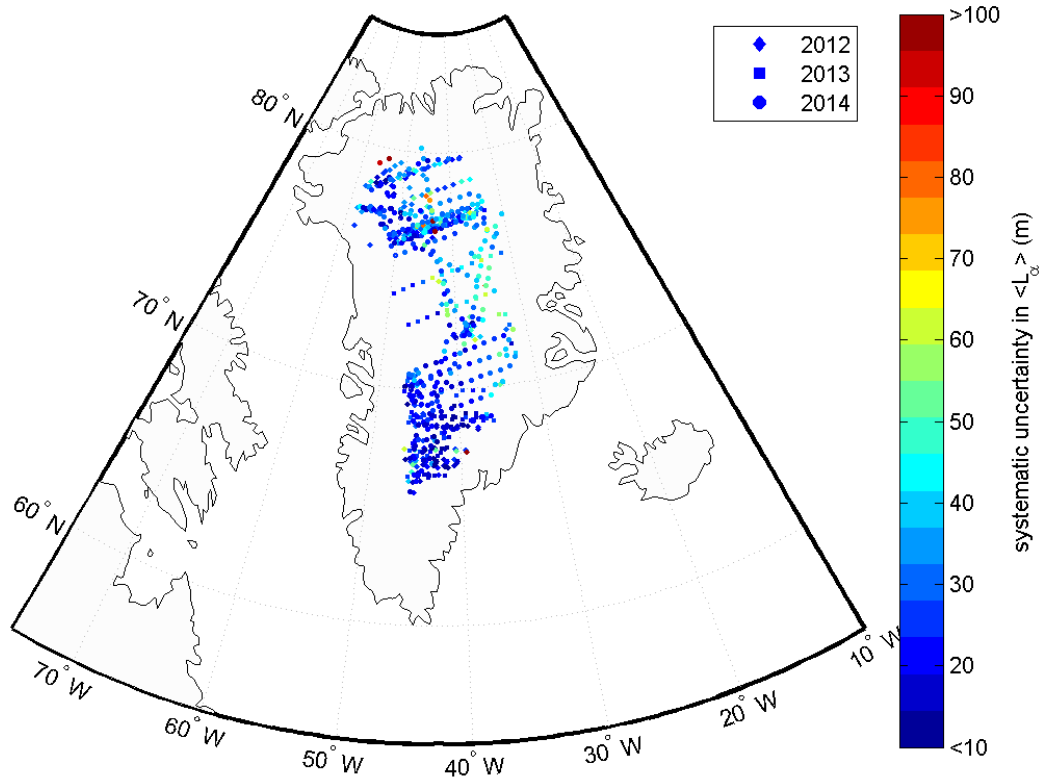 2012
2013
2014
80° N
70° N
60° N
70° W
60° W
50° W
40° W
30° W
20° W
10° W
>100
90
80
70
60
50
40
30
20
<10
systematic uncertainty in <L_α> (m)